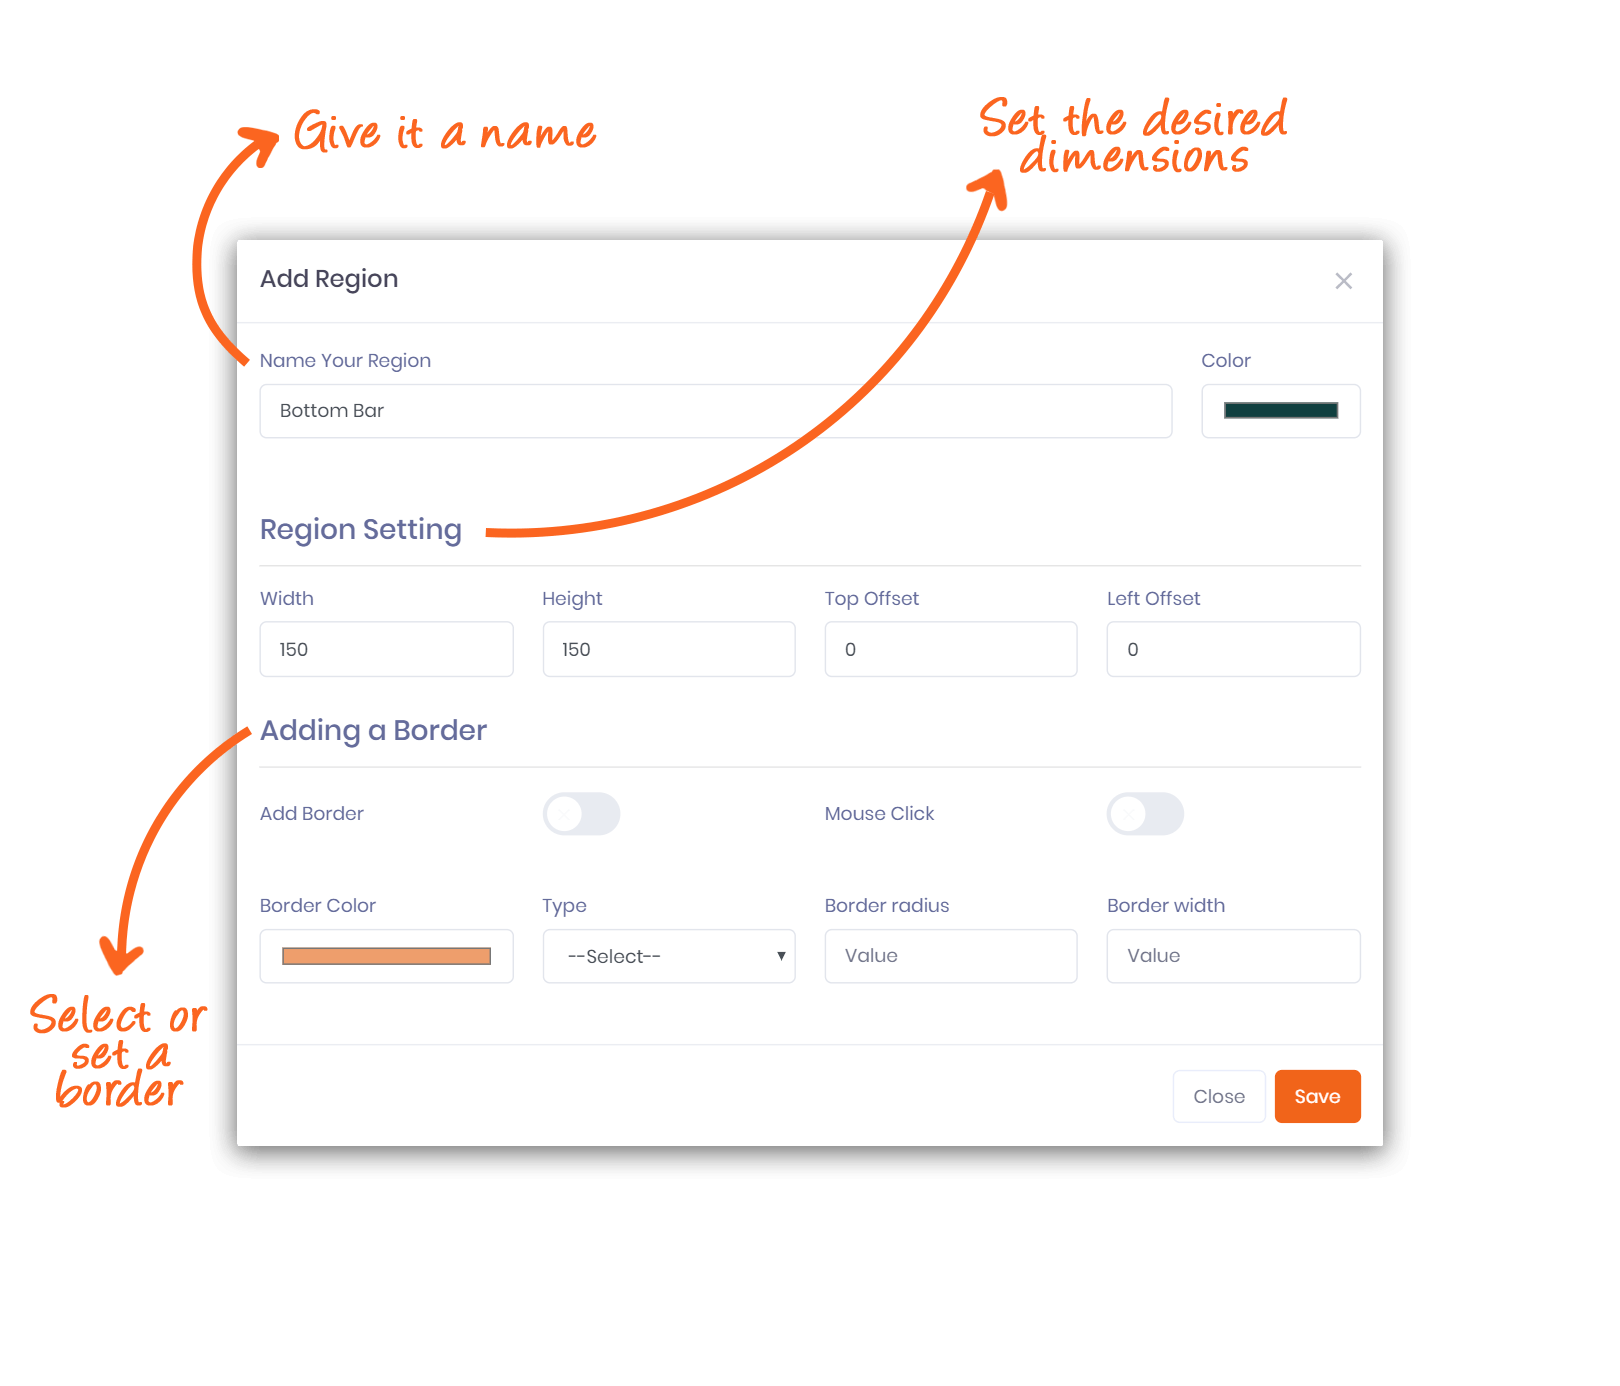 Give it a name
Set the desired
dimensions
Add Region
Name Your Region
Color
Bottom Bar
Region Setting
Width
Height
Top Offset
Left Offset
150
150
0
0
Adding a Border
Add Border
Mouse Click
Border Color
Type
Border radius
Border width
--Select--
Value
Value
Select or
set a
border
Close
Save